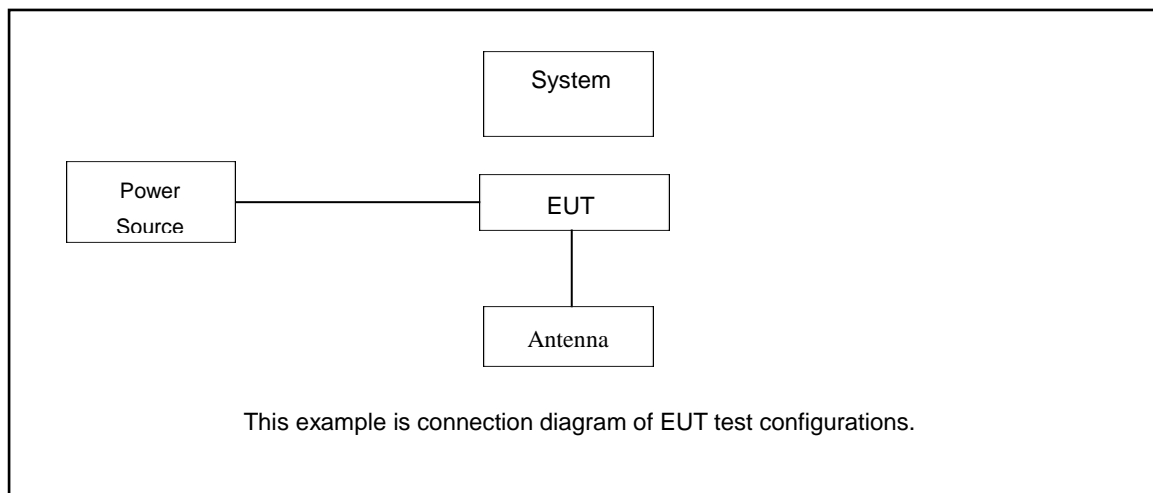 System
Power
Source
EUT
Antenna
This example is connection diagram of EUT test configurations.